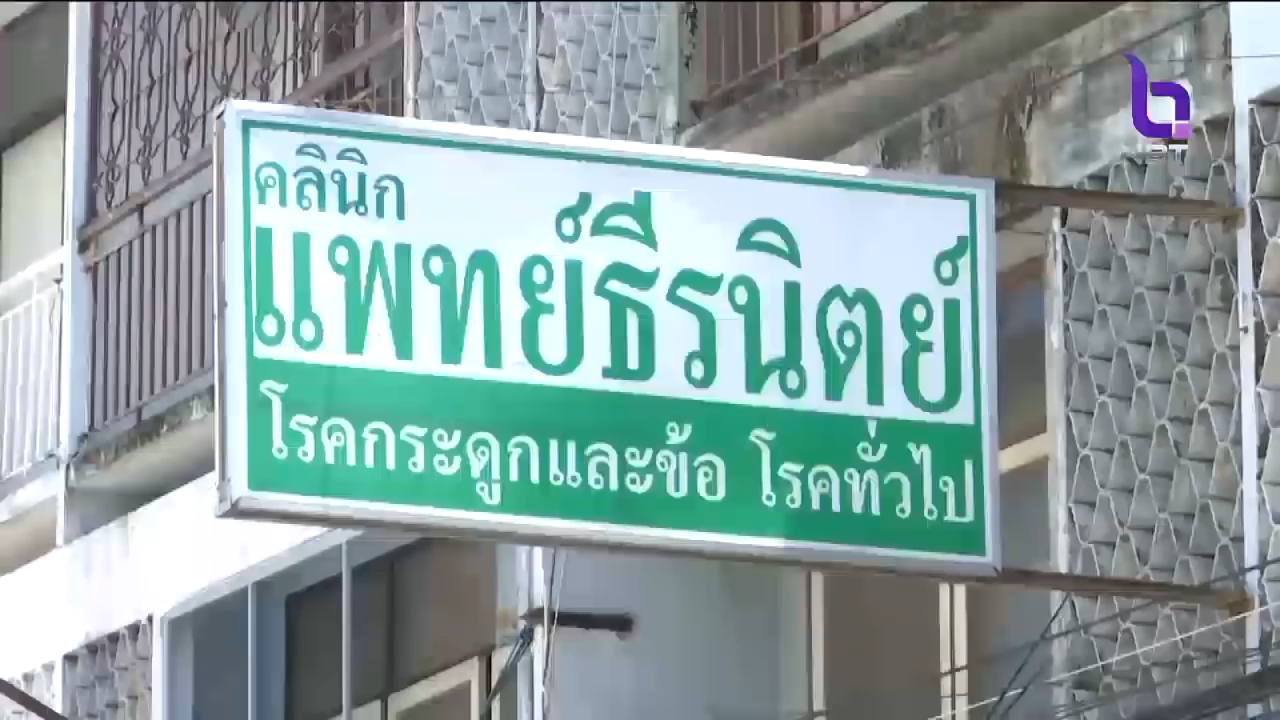 คลินิก
แพทย์ธีรนิตย์
โรคกระดูกและข้อ โรคทั่วไป